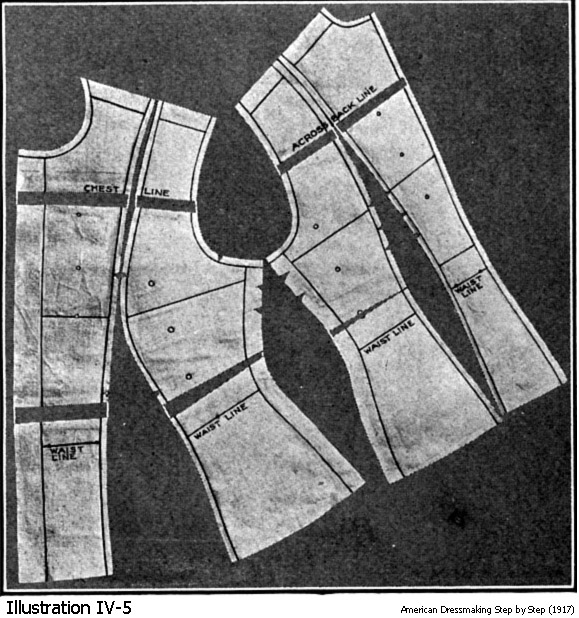 ACROSS BACK LINE
CHEST LINE
WAIST
LINE
WAIST LINE
WAIST LINE
WAIST
LINE
Illustration IV-5
American Dressmaking Step by Step (1917)